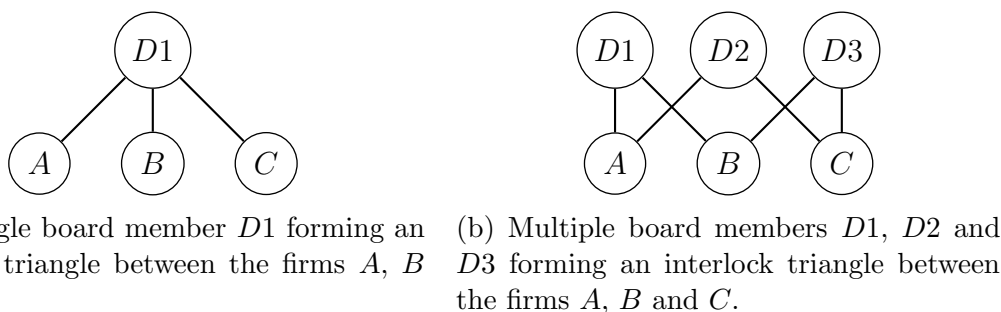 D1
A B C
gle board member D1 forming an
triangle between the firms A, B
D1 D2 D3
A B C
(b) Multiple board members D1, D2 and
D3 forming an interlock triangle between
the firms A, B and C.